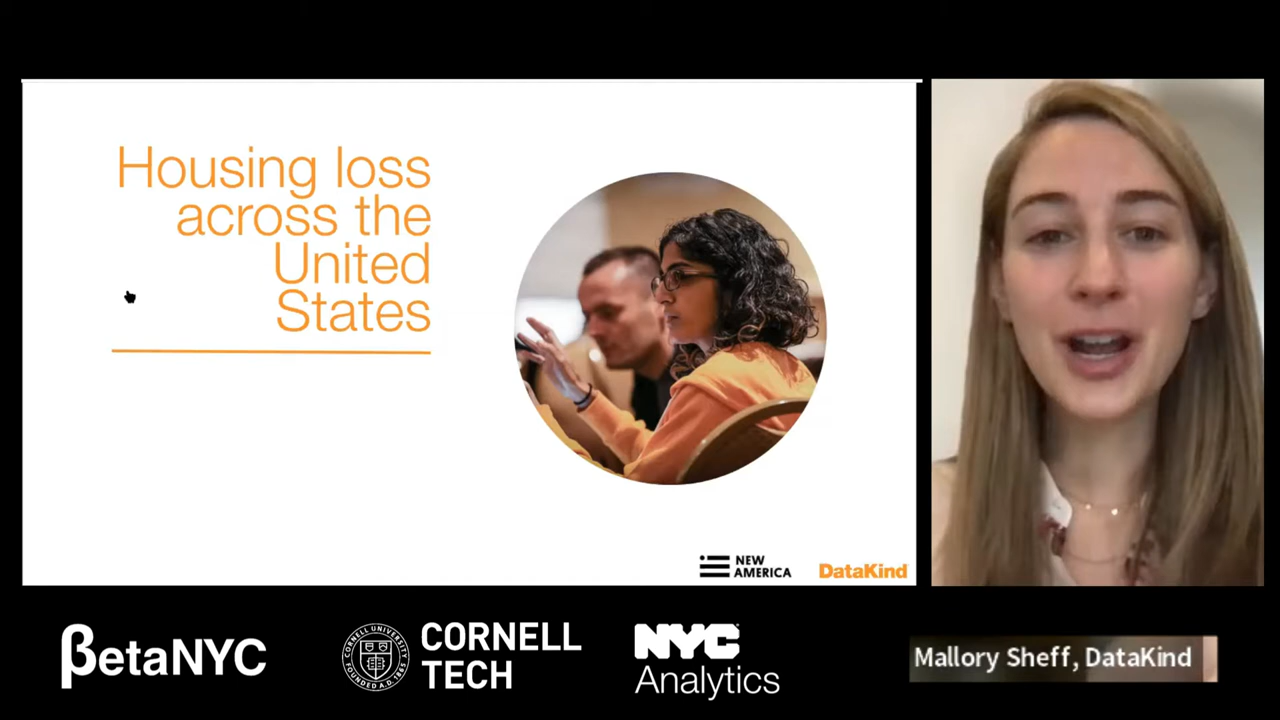 Housing loss
across the
United
States
NEW
AMERICA
DataKind
βetaNYC
CORNELL
TECH
NYC
Analytics
Mallory Sheff, DataKind